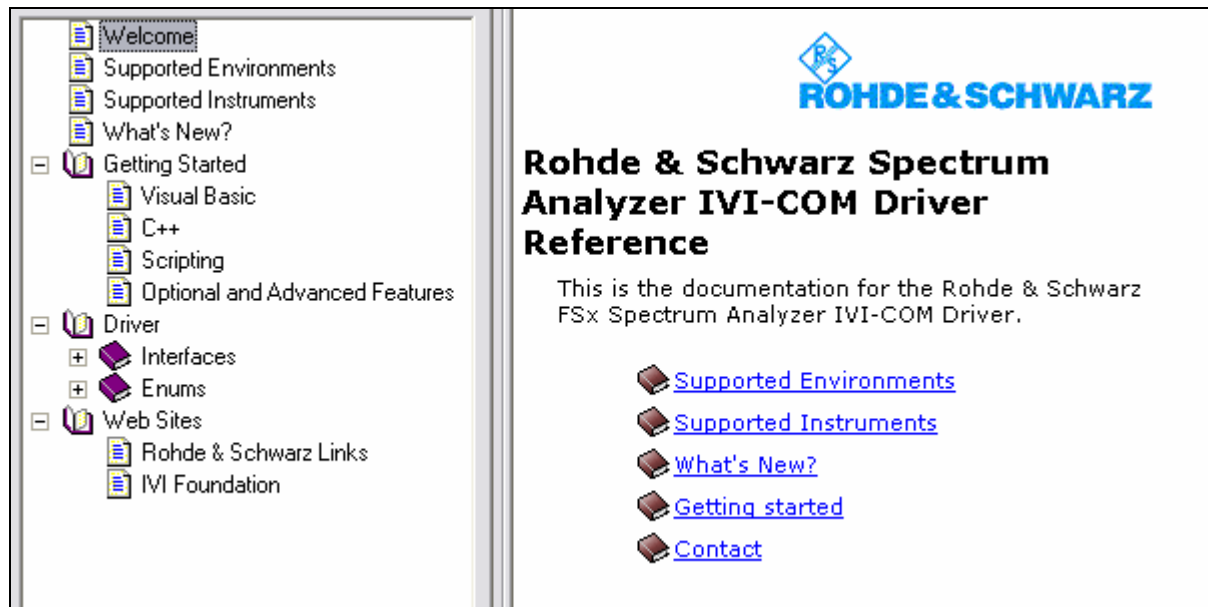 Welcome
Supported Environments
Supported Instruments
What's New?
Getting Started
Visual Basic
C++
Scripting
Optional and Advanced Features
Driver
Interfaces
Enums
Web Sites
Rohde & Schwarz Links
IVI Foundation
R S
ROHDE & SCHWARZ
Rohde & Schwarz Spectrum
Analyzer IVI-COM Driver
Reference
This is the documentation for the Rohde & Schwarz
FSx Spectrum Analyzer IVI-COM Driver.
Supported Environments
Supported Instruments
What's New?
Getting started
Contact